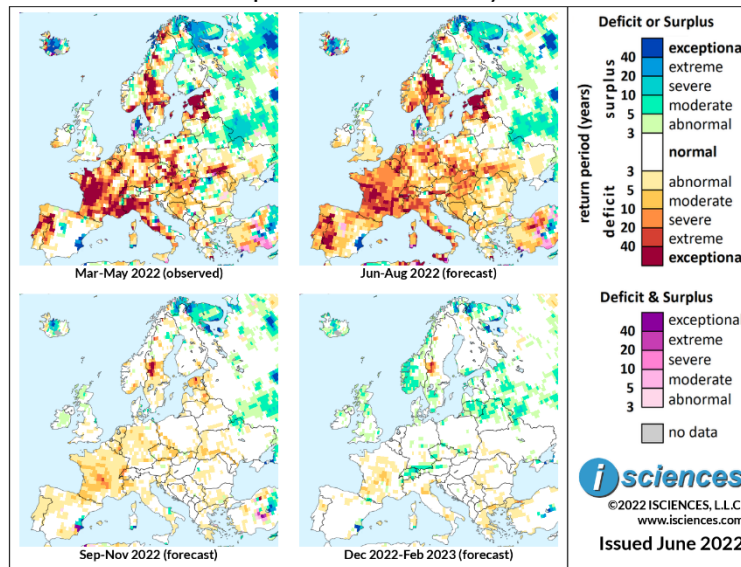 Mar-May 2022 (observed)
Jun-Aug 2022 (forecast)
Sep-Nov 2022 (forecast)
Dec 2022-Feb 2023 (forecast)
Deficit or Surplus
return period (years)
surplus
deficit
40
20
10
5
3
3
5
10
20
40
exceptional
extreme
severe
moderate
abnormal
normal
abnormal
moderate
severe
extreme
exceptiona
Deficit & Surplus
40
20
10
5
3
exceptional
extreme
severe
moderate
abnormal
no data
i sciences
©2022 ISCIENCES, L.L.C
www.isciences.com
Issued June 2022